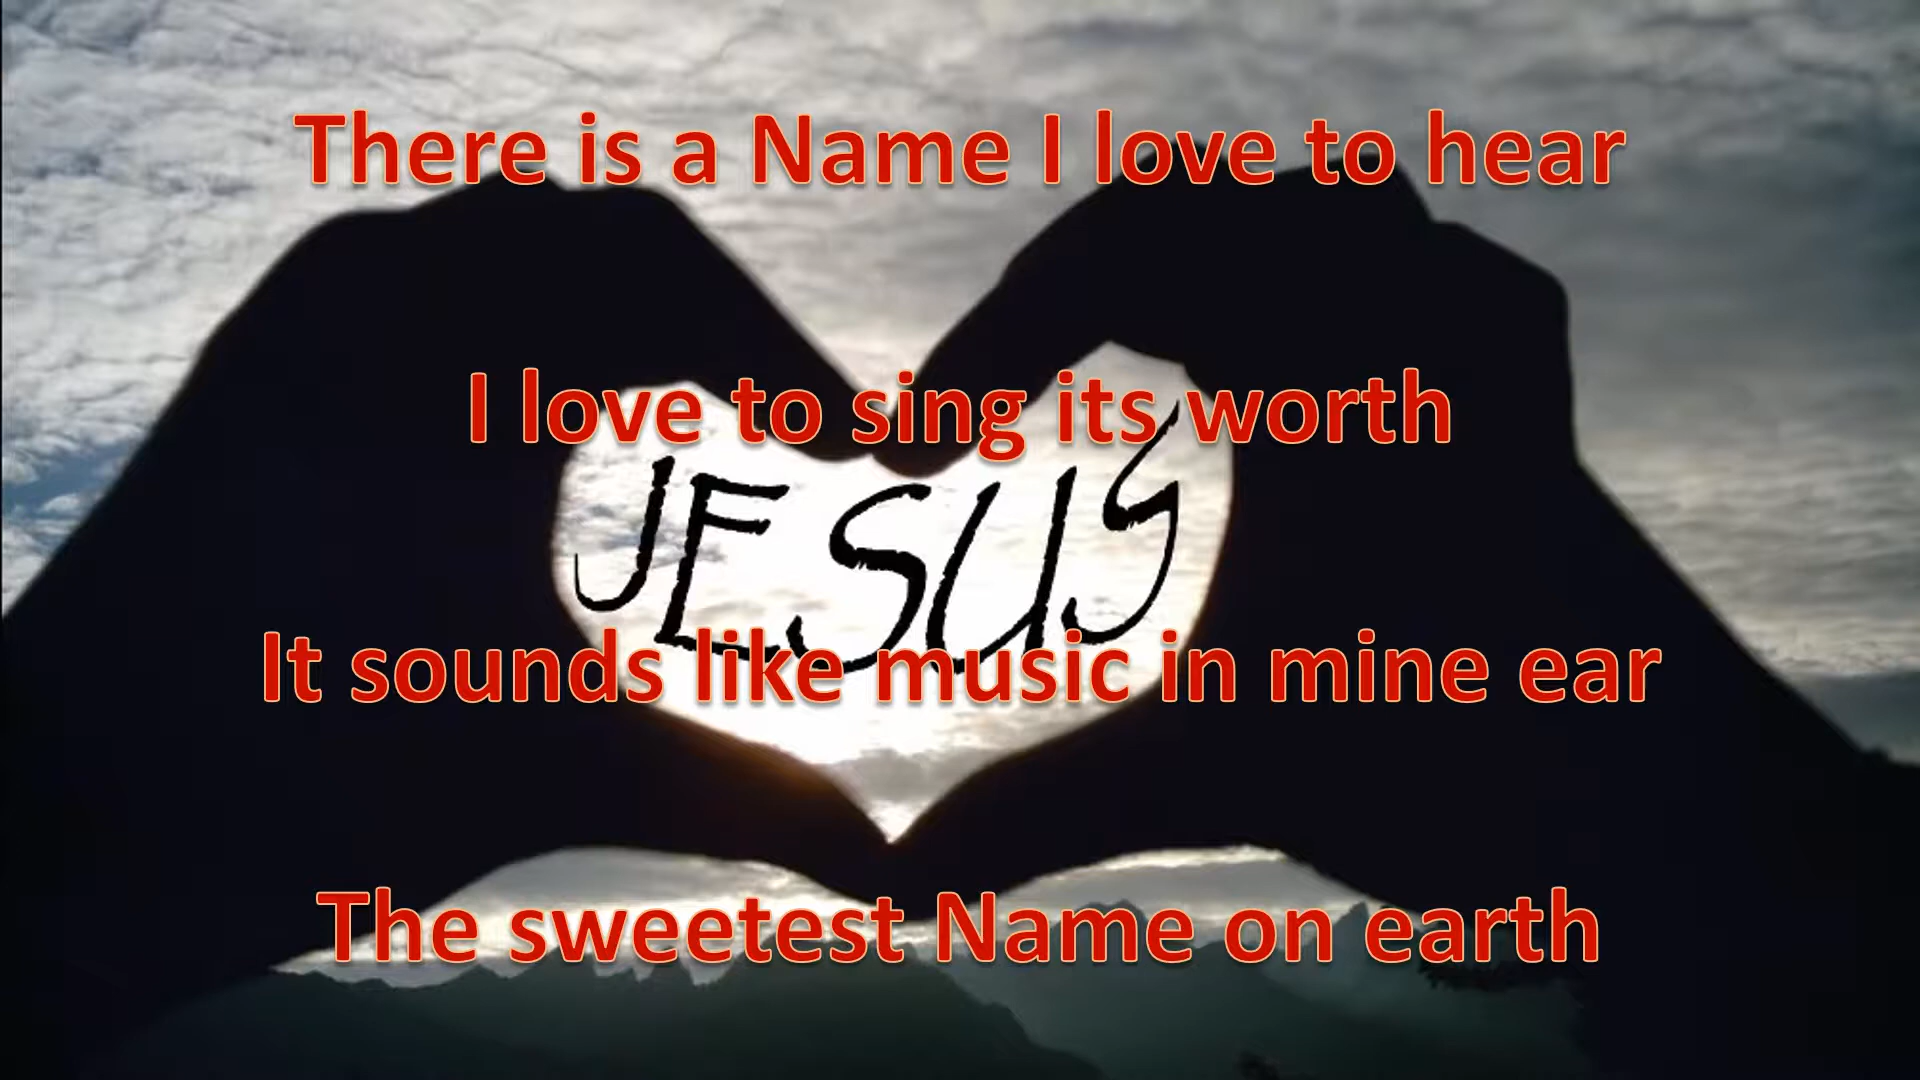 There is a Name I love to hear
I love to sing its worth
JESUS
It sounds like music in mine ear
The sweetest Name on earth